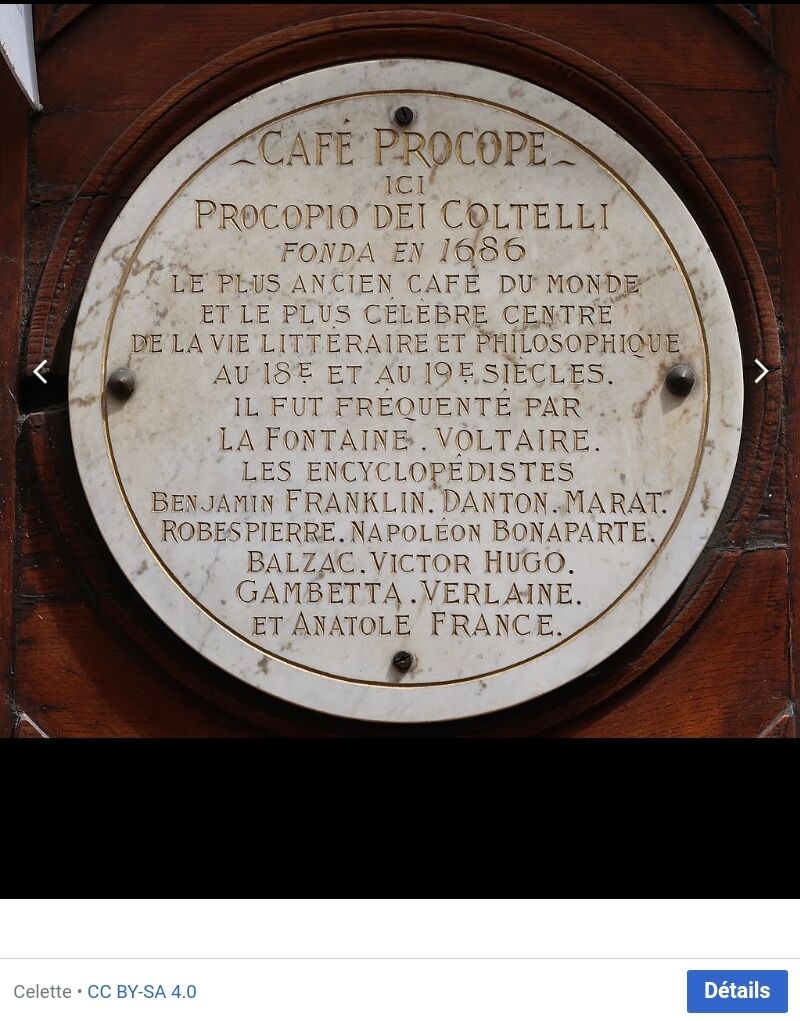 CAFÉ PROCOPE
ICI
PROCOPIO DEI COLTELLI
FONDA EN 1686
LE PLUS ANCIEN CAFÉ DU MONDE
ET LE PLUS CÉLÈBRE CENTRE
DE LA VIE LITTÉRAIRE ET PHILOSOPHIQUE
AU 18E ET AU 19E SIÈCLES.
IL FUT FRÉQUENTÉ PAR
LA FONTAINE. VOLTAIRE.
LES ENCYCLOPÉDISTES
BENJAMIN FRANKLIN. DANTON. MARAT.
ROBESPIERRE. NAPOLÉON BONAPARTE.
BALZAC. VICTOR HUGO.
GAMBETTA. VERLAINE.
ET ANATOLE FRANCE.
Celette • CC BY-SA 4.0
Détails